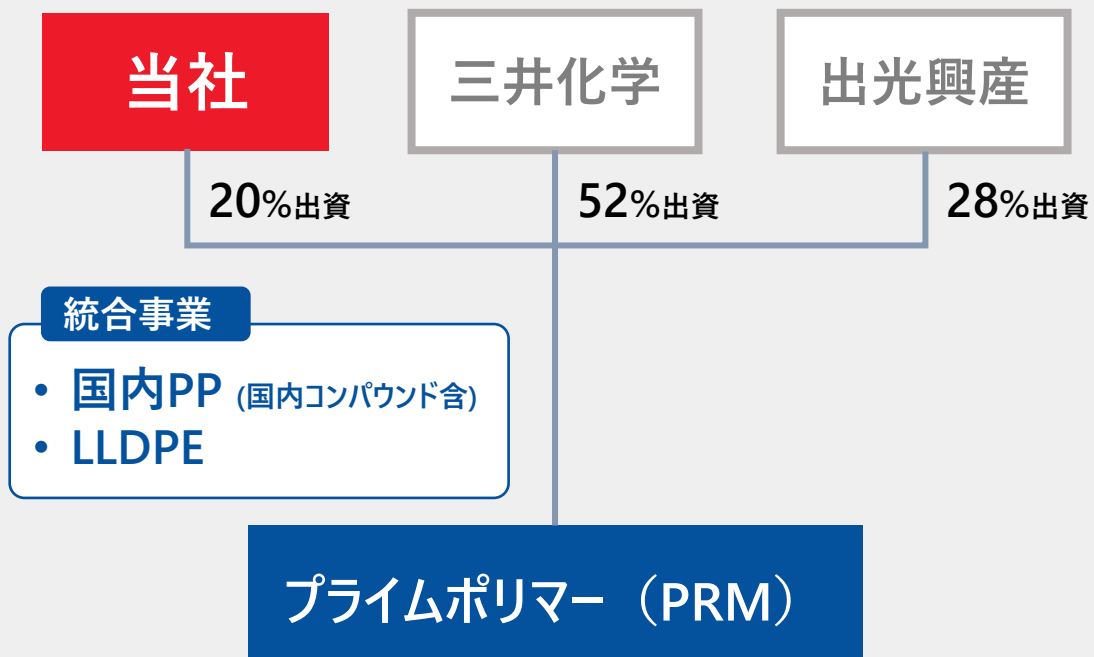 当社
三井化学
出光興産
20%出資
52%出資
28%出資
統合事業
• 国内PP (国内コンパウンド含)
• LLDPE
プライムポリマー（PRM）